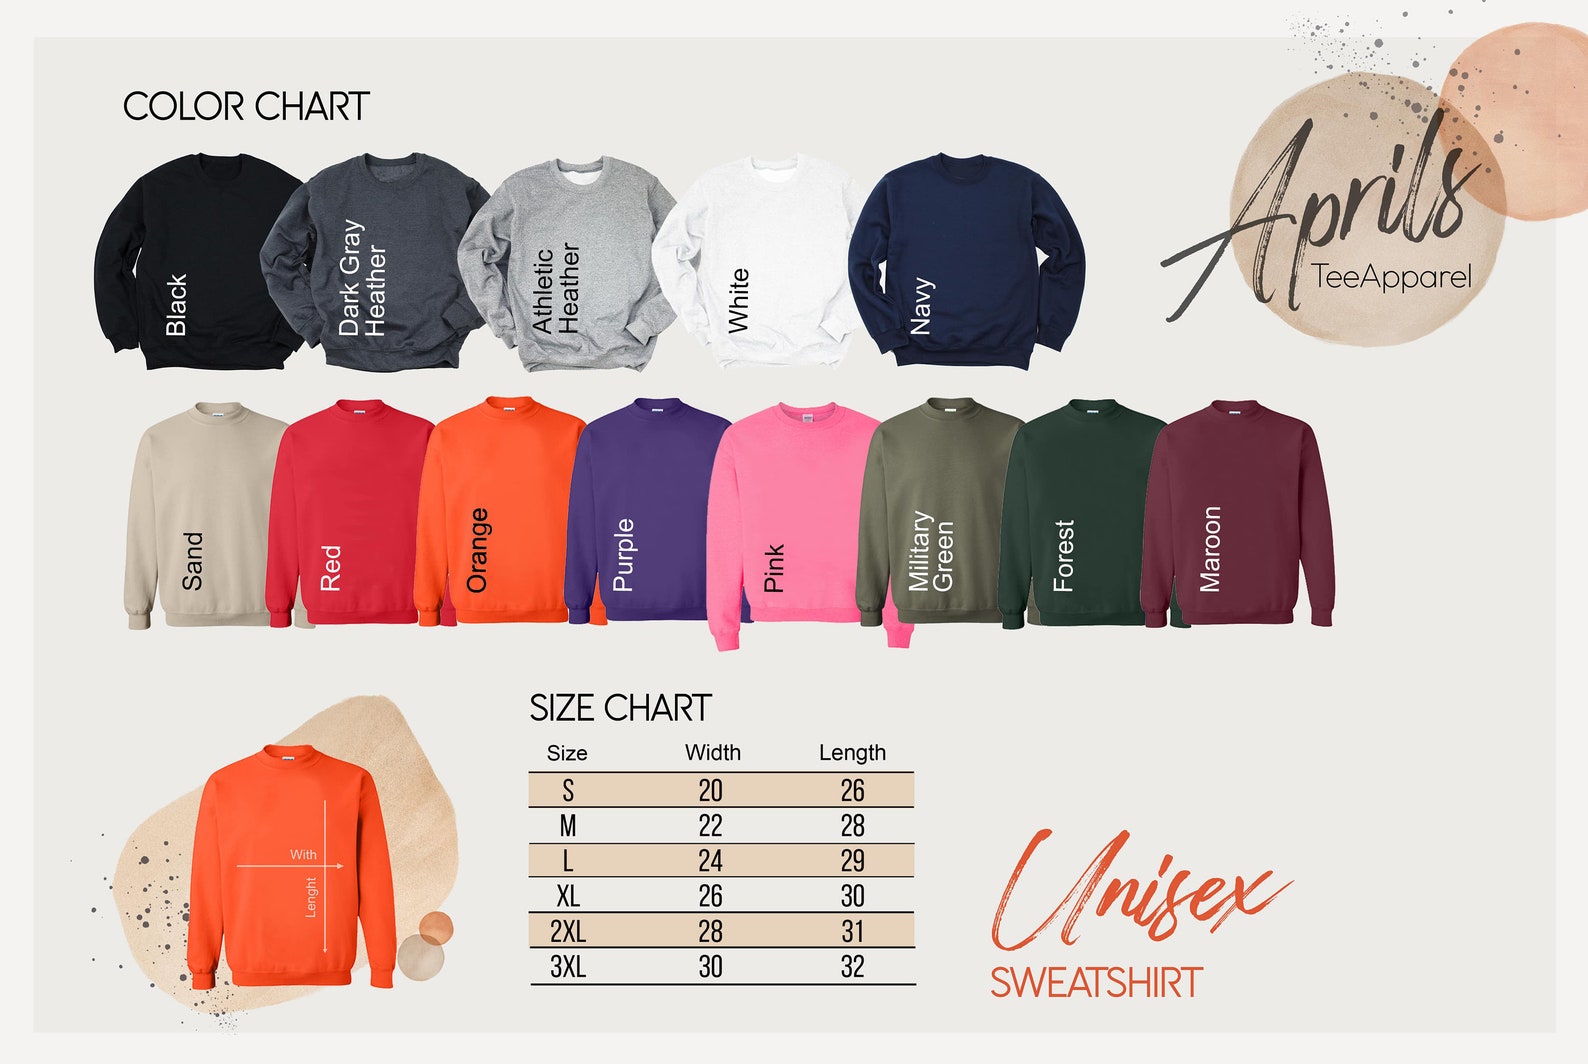 COLOR CHART
Aprils
TeeApparel
Black
Dark Gray
Heather
Athletic
Heather
White
Navy
Sand
Red
Orange
Purple
Pink
Military
Green
Forest
Maroon
With
Lenght
SIZE CHART
Size Width Length
S 20 26
M 22 28
L 24 29
XL 26 30
2XL 28 31
3XL 30 32
Unisex
SWEATSHIRT